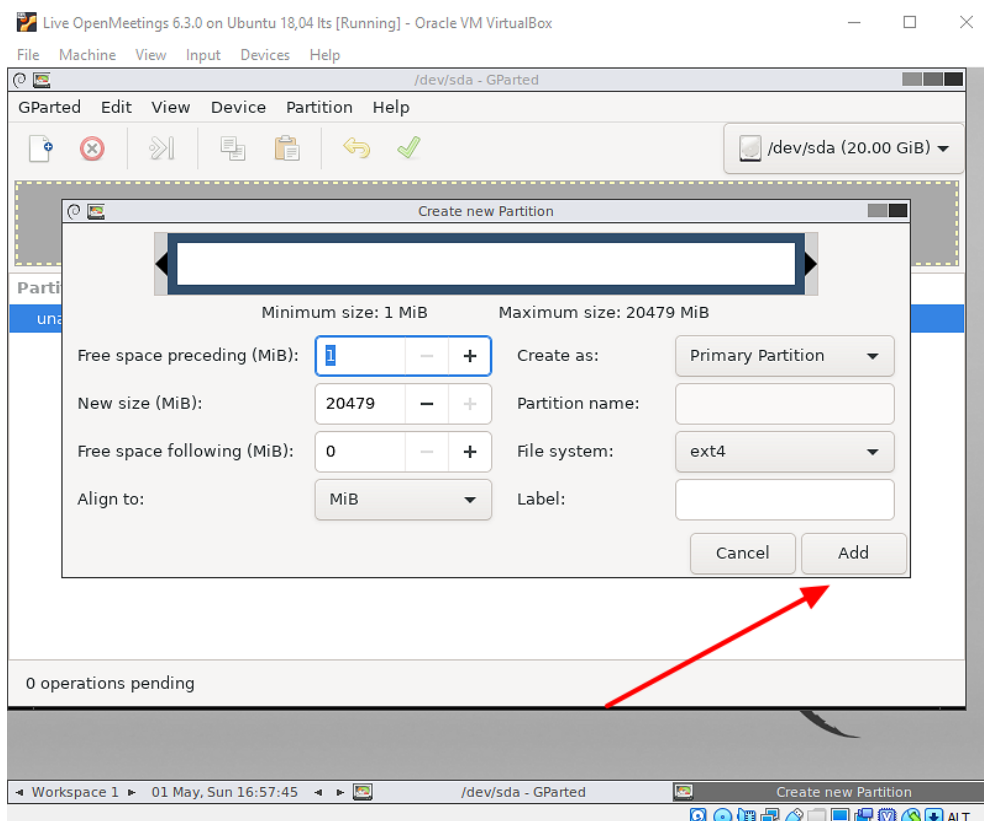 Live OpenMeetings 6.3.0 on Ubuntu 18,04 lts [Running] - Oracle VM VirtualBox
File Machine View Input Devices Help
/dev/sda - GParted
GParted Edit View Device Partition Help
/dev/sda (20.00 GiB)
Create new Partition
Parti
una
Minimum size: 1 MiB Maximum size: 20479 MiB
Free space preceding (MiB): 1 Create as: Primary Partition
New size (MiB): 20479 Partition name:
Free space following (MiB): 0 File system: ext4
Align to: MiB Label:
Cancel Add
0 operations pending
Workspace 1 01 May, Sun 16:57:45 /dev/sda - GParted Create new Partition
ALT